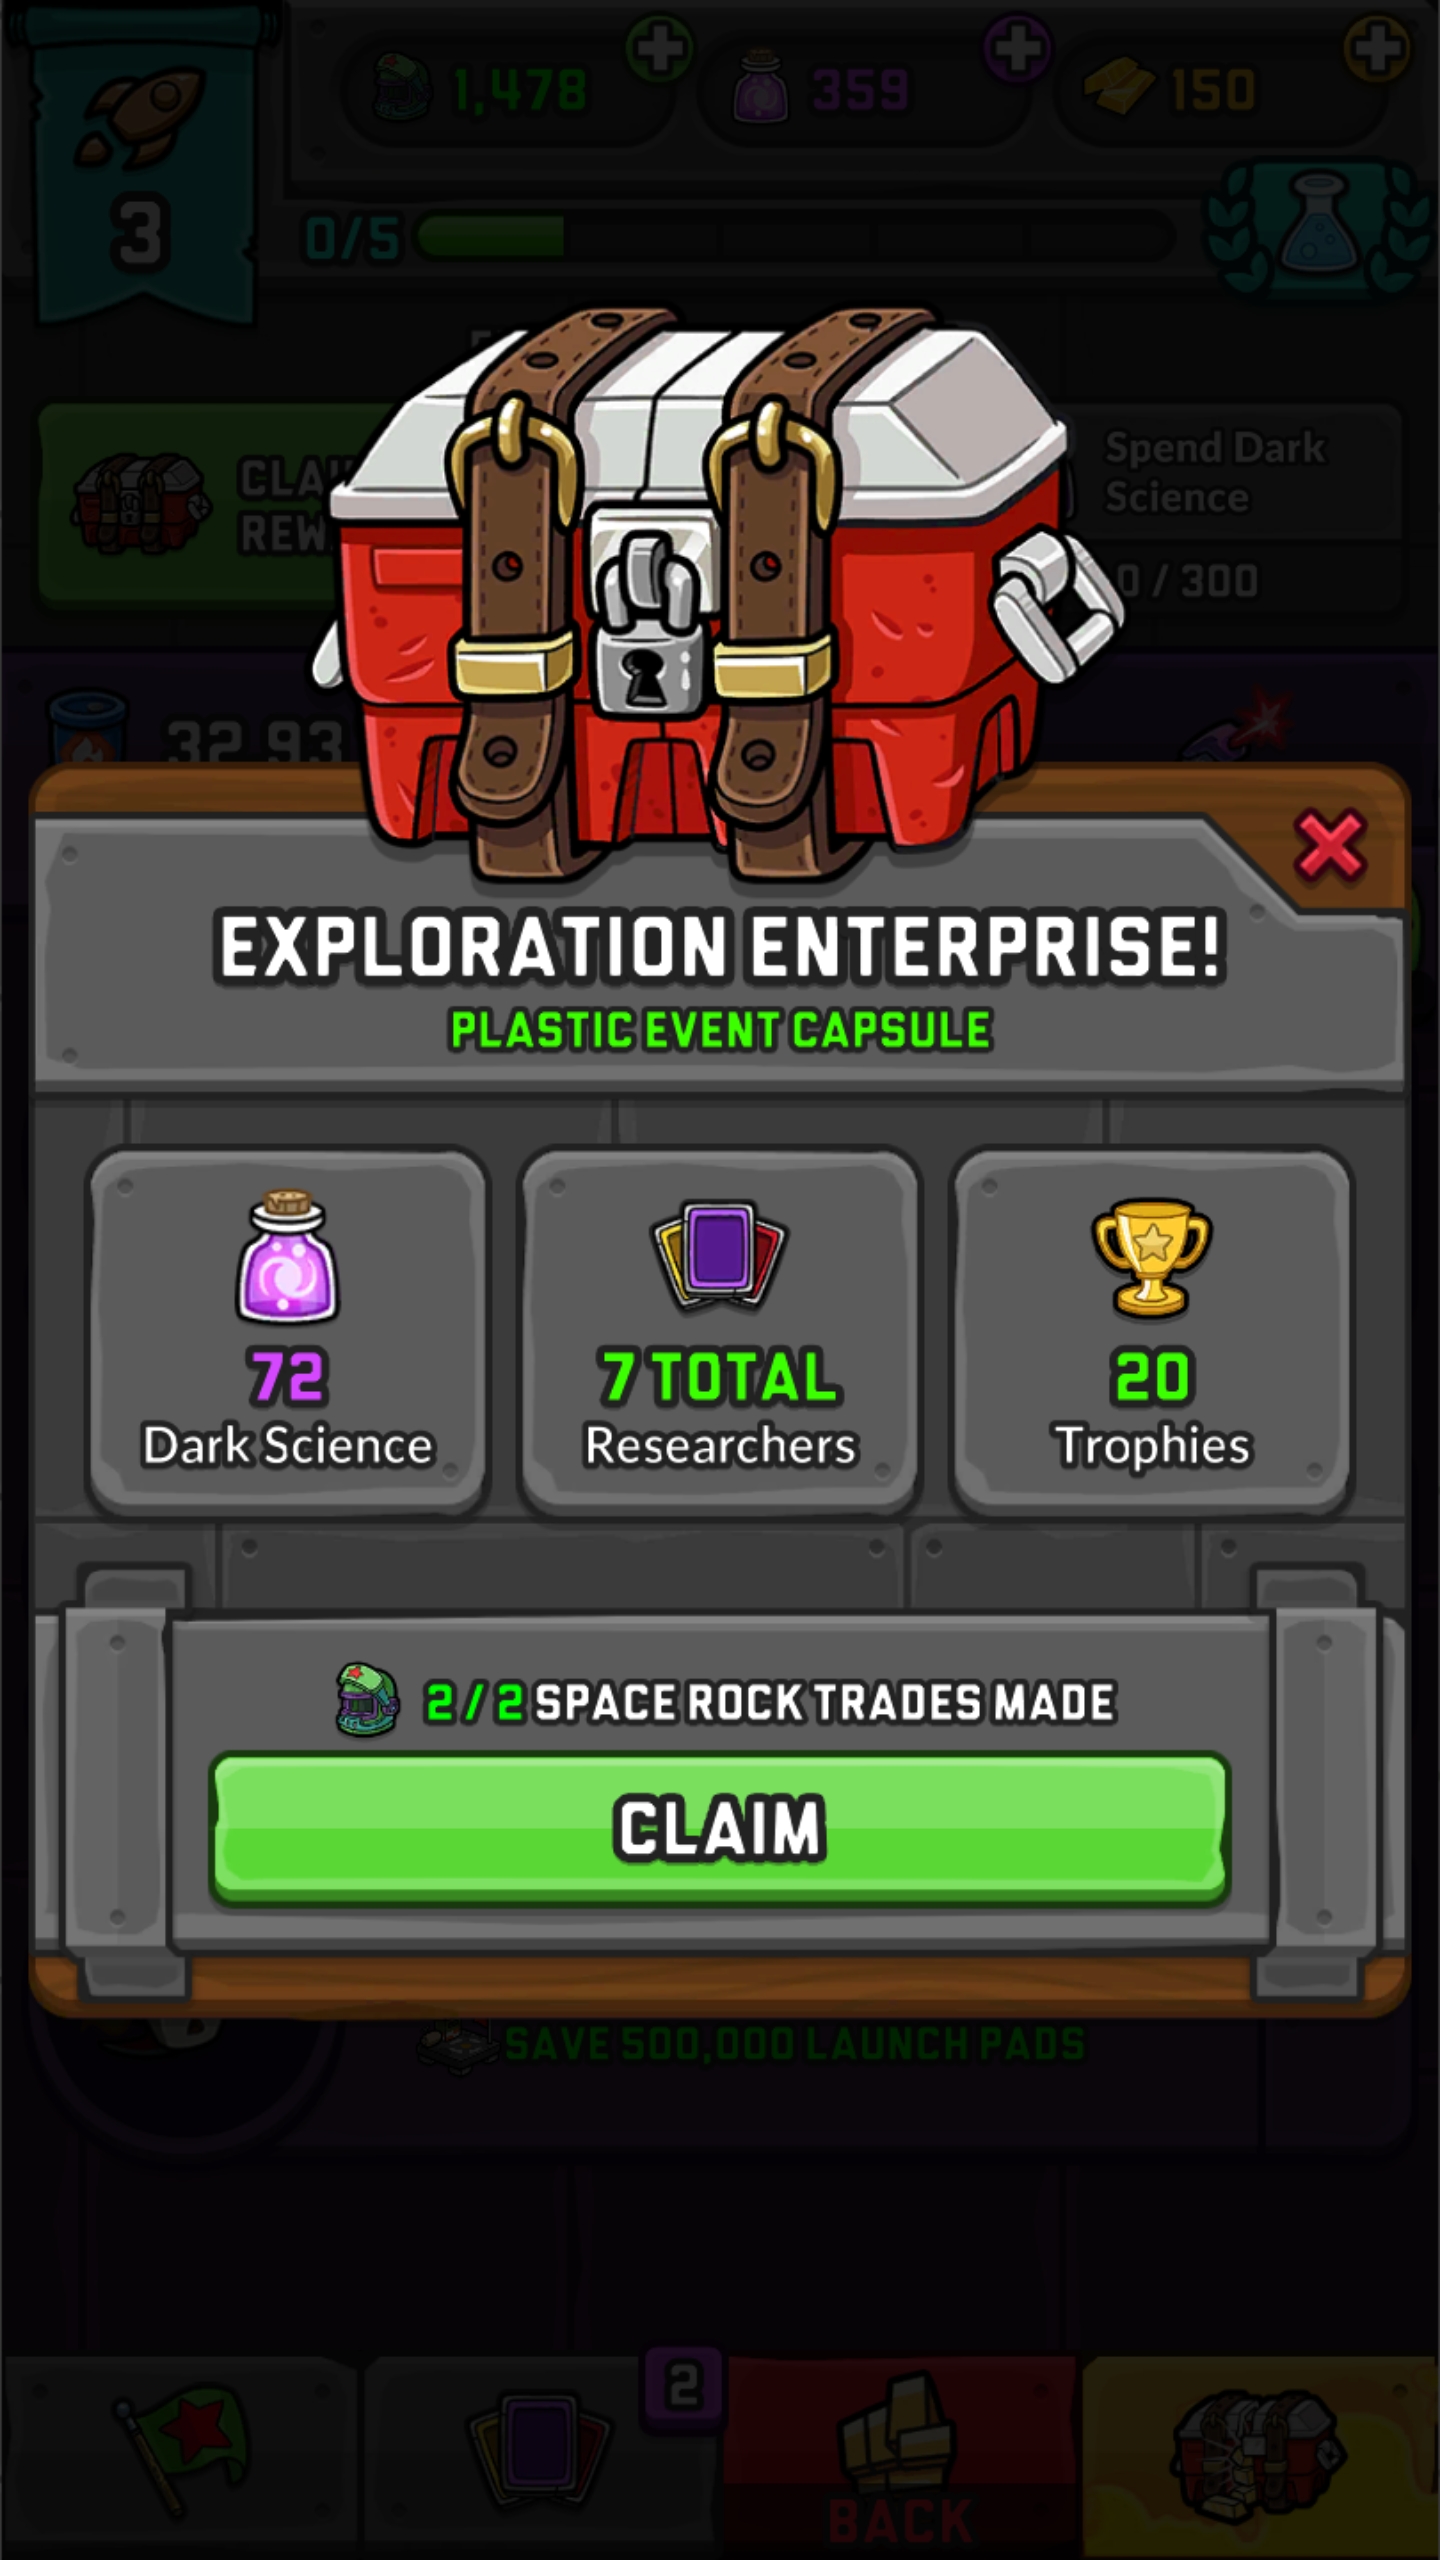 1,478
359
150
3
0/5
Spend Dark
Science
0 / 300
32.93
EXPLORATION ENTERPRISE!
PLASTIC EVENT CAPSULE
72
Dark Science
7 TOTAL
Researchers
20
Trophies
2 / 2 SPACE ROCK TRADES MADE
CLAIM
SAVE 500,000 LAUNCH PADS
2
BACK